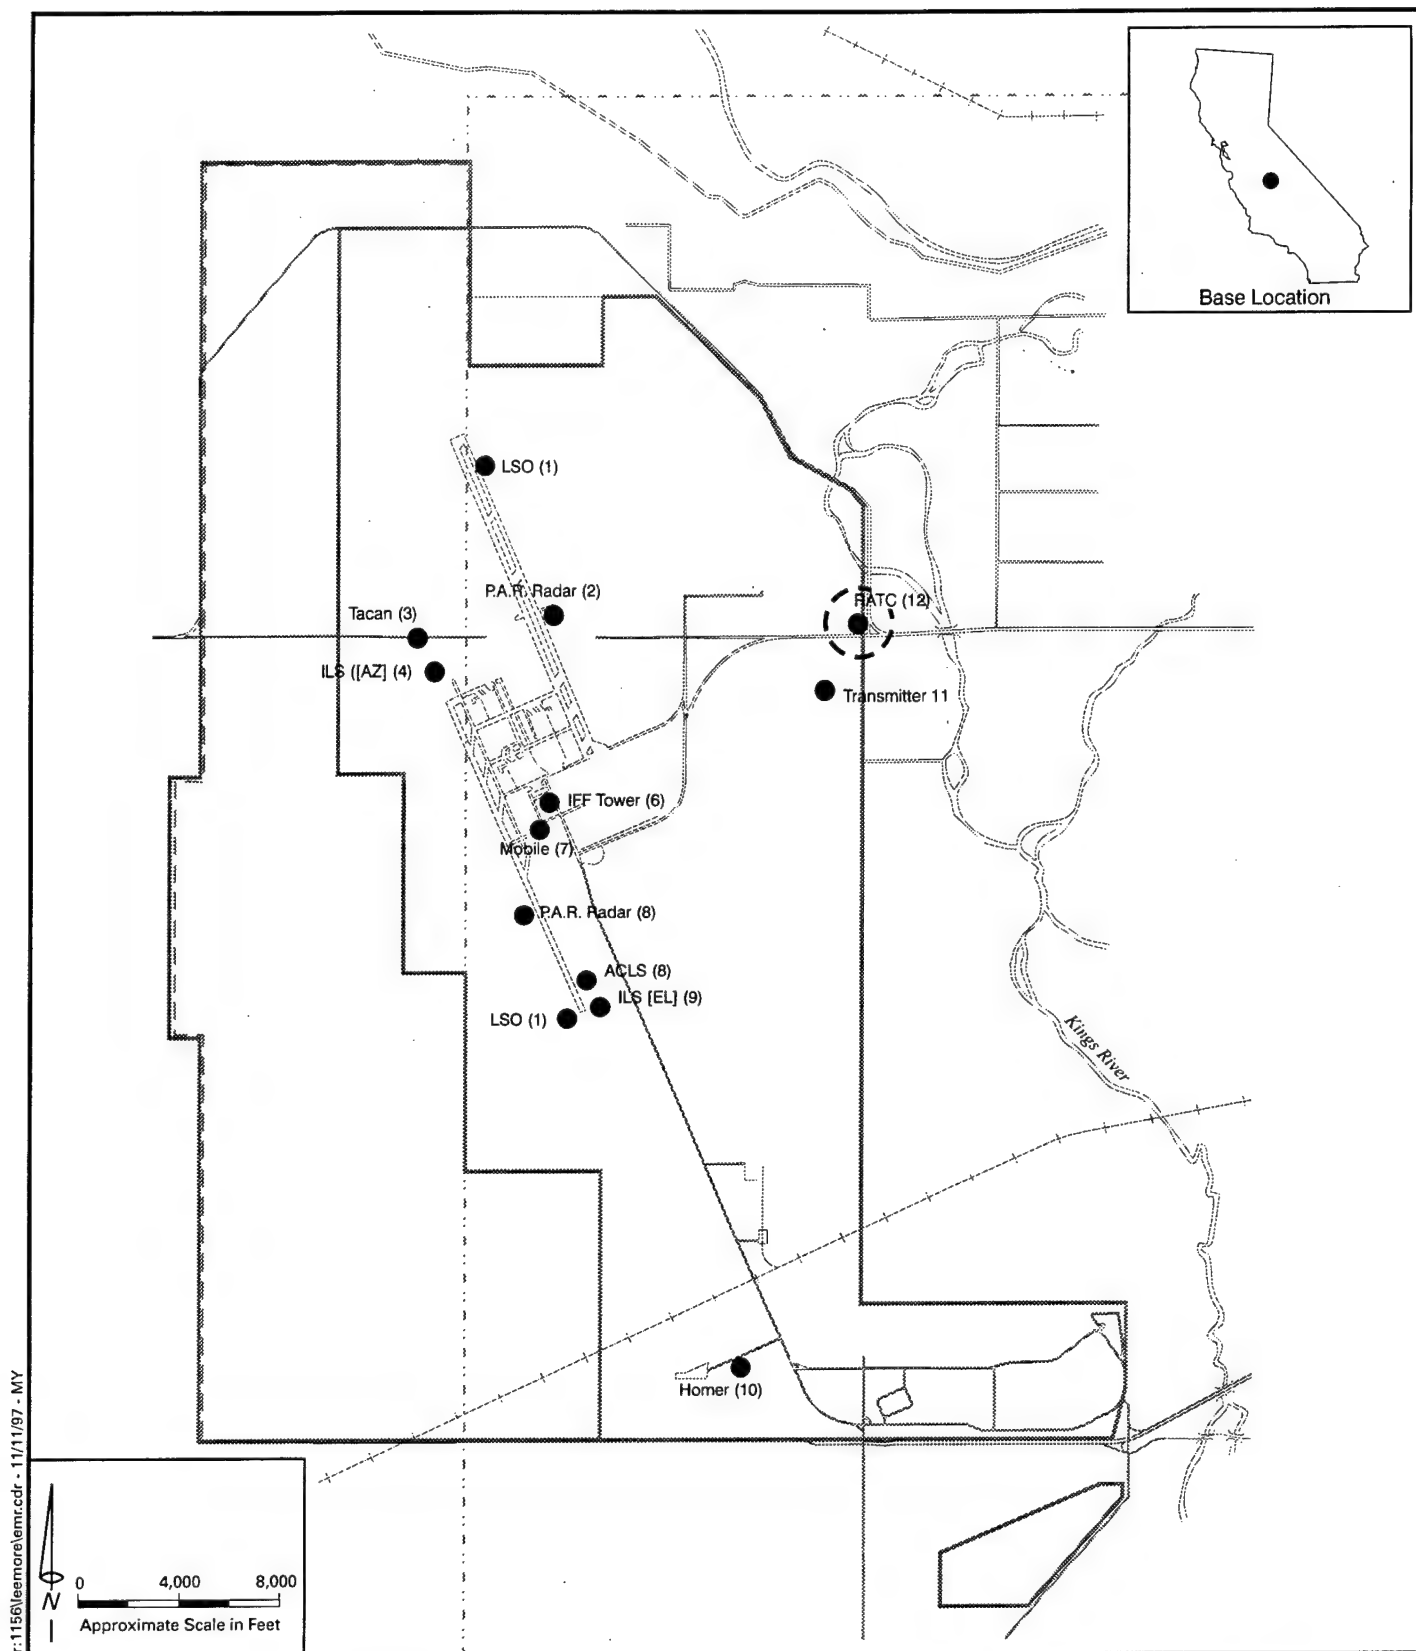 Base Location
LSO (1)
P.A.R. Radar (2)
Tacan (3)
RATC (12)
ILS ([AZ] (4)
Transmitter 11
IFF Tower (6)
Mobile (7)
P.A.R. Radar (8)
ACLS (8)
ILS [EL] (9)
LSO (1)
Kings River
Homer (10)
r:1156\leemore\emr.cdr - 11/11/97 - MY
0 4,000 8,000
N
Approximate Scale in Feet